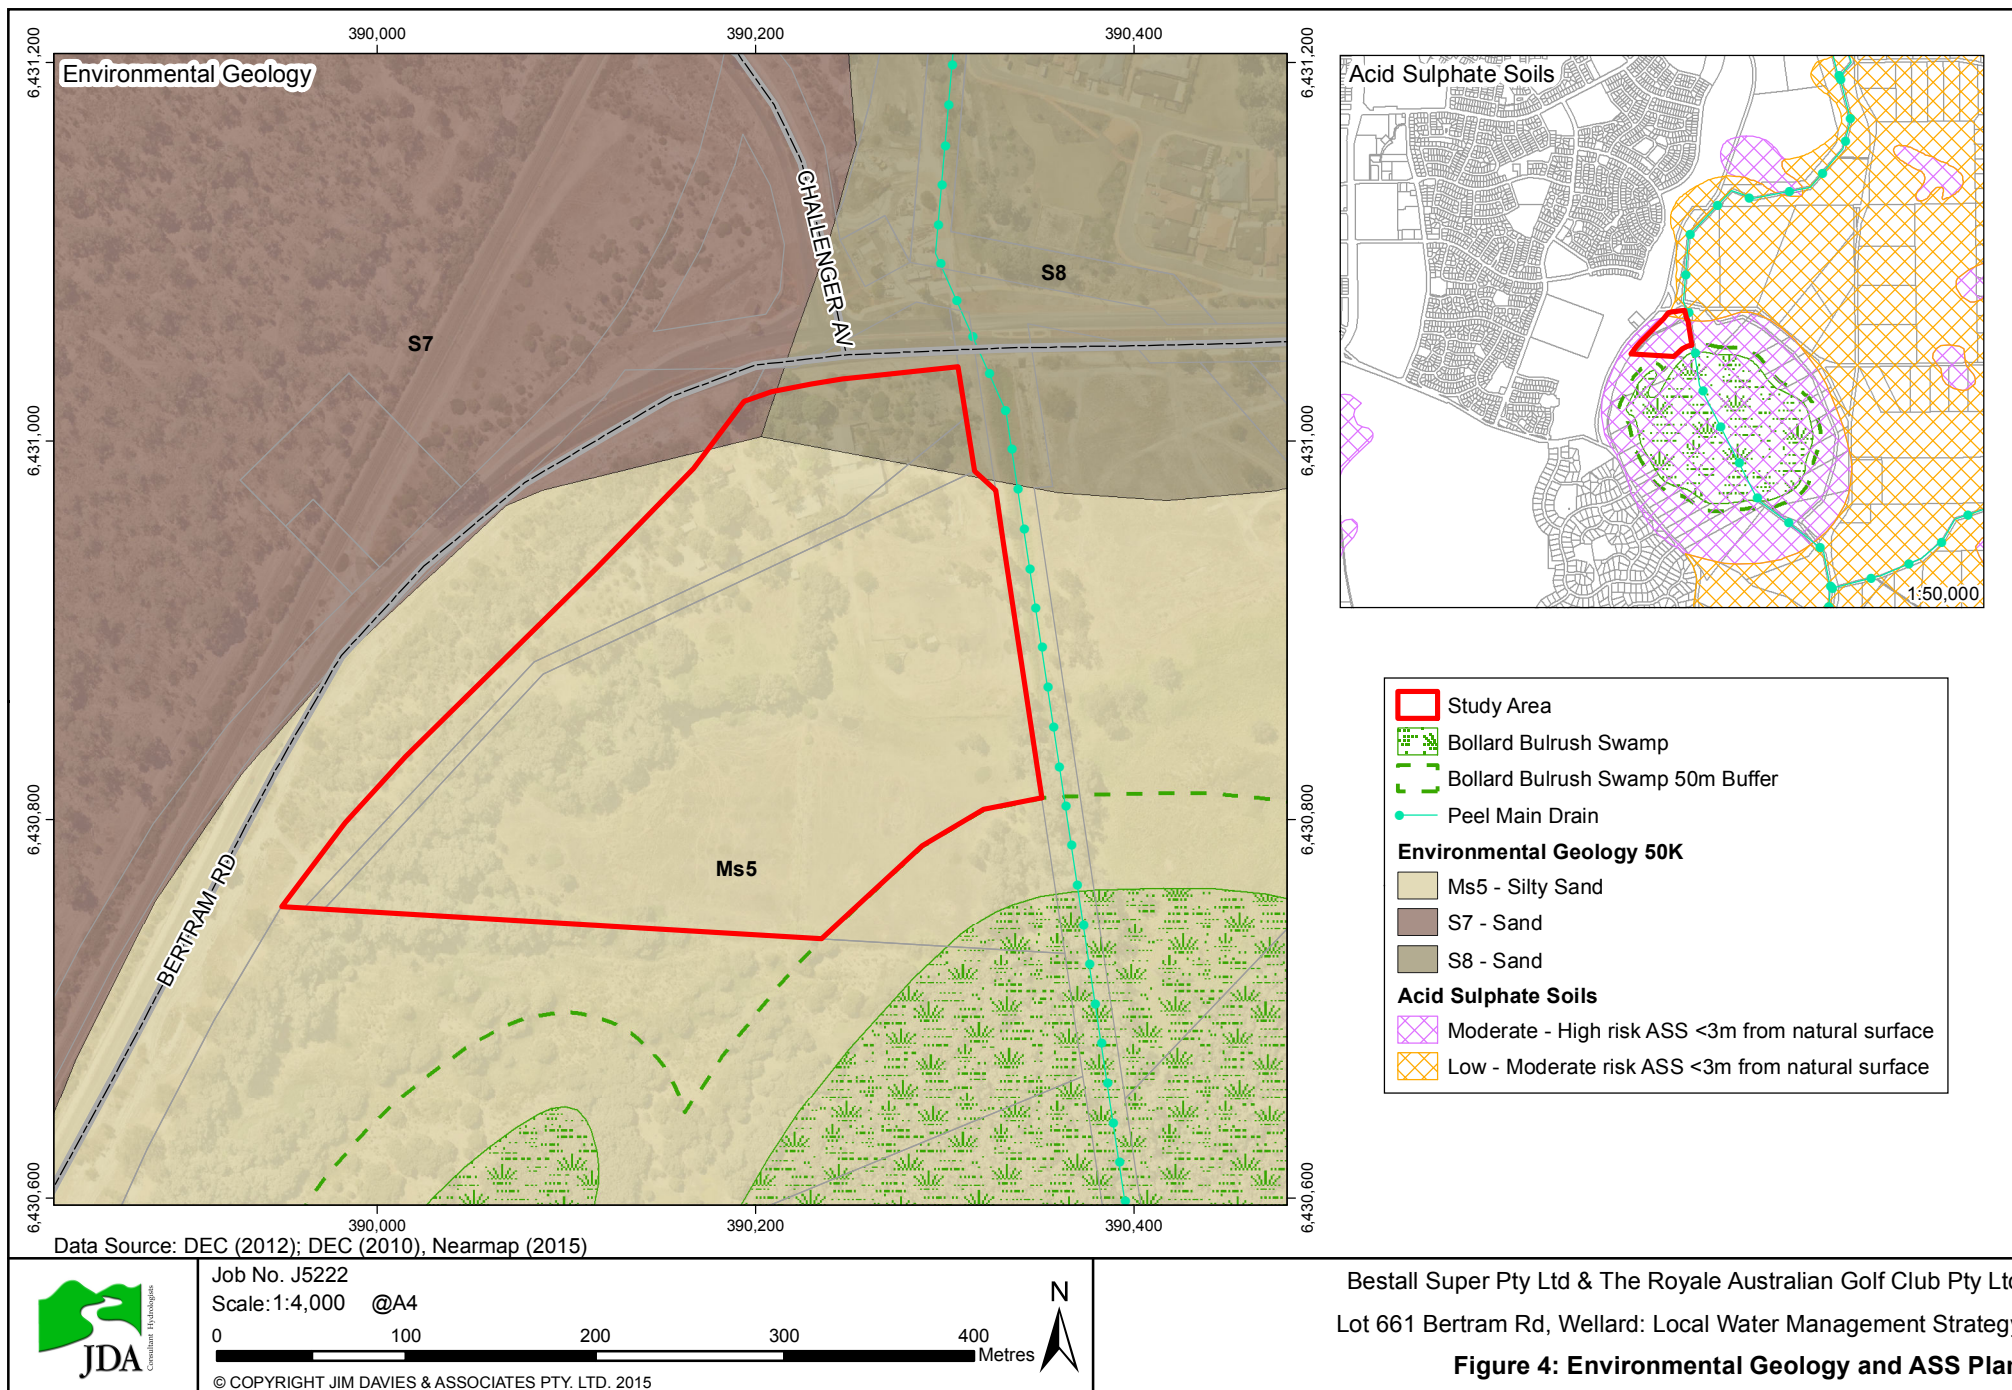 390,000
390,200
390,400
6,431,200
6,431,200
Environmental Geology
Acid Sulphate Soils
CHALLENGER AV
S8
S7
6,431,000
6,431,000
1:50,000
Study Area
Bollard Bulrush Swamp
Bollard Bulrush Swamp 50m Buffer
Peel Main Drain
Environmental Geology 50K
Ms5 - Silty Sand
S7 - Sand
S8 - Sand
Acid Sulphate Soils
Moderate - High risk ASS <3m from natural surface
Low - Moderate risk ASS <3m from natural surface
6,430,800
6,430,800
Ms5
BERTRAM RD
6,430,600
6,430,600
390,000
390,200
390,400
Data Source: DEC (2012); DEC (2010), Nearmap (2015)
JDA
Consultant Hydrologists
Job No. J5222
Scale: 1:4,000 @A4
0 100 200 300 400
Metres
N
© COPYRIGHT JIM DAVIES & ASSOCIATES PTY. LTD. 2015
Bestall Super Pty Ltd & The Royale Australian Golf Club Pty Ltd
Lot 661 Bertram Rd, Wellard: Local Water Management Strategy
Figure 4: Environmental Geology and ASS Plan